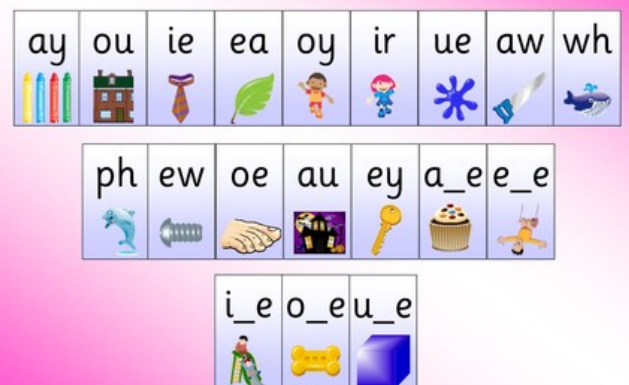 ay ou ie ea oy ir ue aw wh
ph ew oe au ey a_e e_e
i_e o_e u_e